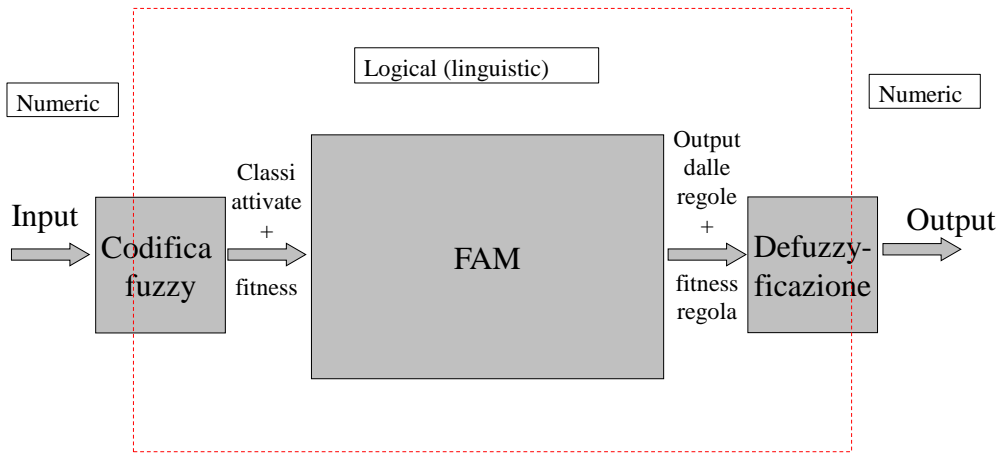 Logical (linguistic)
Numeric
Numeric
Input
Codifica
fuzzy
Classi
attivate
+
fitness
FAM
Output
dalle
regole
+
fitness
regola
Defuzzy-
ficazione
Output